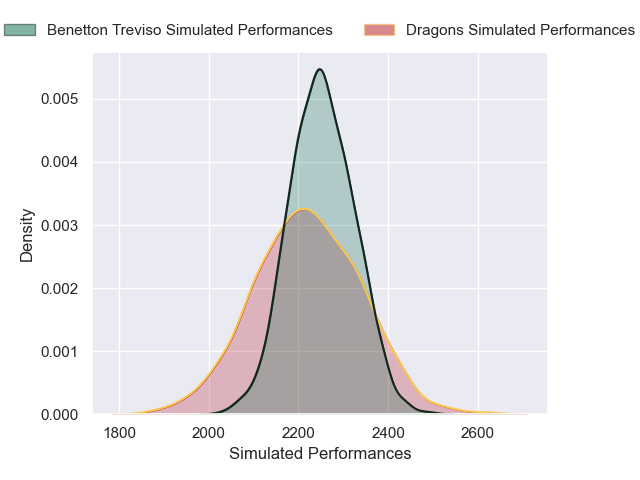 Benetton Treviso Simulated Performances
Dragons Simulated Performances
0.005
0.004
0.003
0.002
0.001
0.000
Density
1800 2000 2200 2400 2600
Simulated Performances